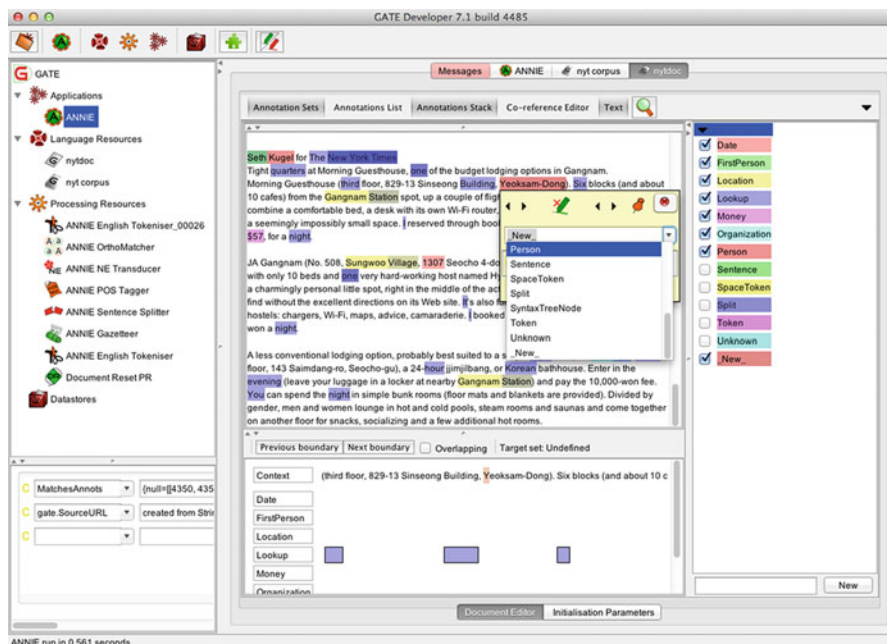 GATE Developer 7.1 build 4485
GATE
Applications
ANNIE
Language Resources
nytdoc
nyt corpus
Processing Resources
ANNIE English Tokeniser_00026
ANNIE OrthoMatcher
ANNIE NE Transducer
ANNIE POS Tagger
ANNIE Sentence Splitter
ANNIE Gazetteer
ANNIE English Tokeniser
Document Reset PR
Datastores
C MatchesAnnots {null=[[4350, 435
C gate.SourceURL created from Strin
C
Messages ANNIE nyt corpus nytdoc
Annotation Sets Annotations List Annotations Stack Co-reference Editor Text
Seth Kugel for The New York Times
Tight quarters at Morning Guesthouse, one of the budget lodging options in Gangnam.
Morning Guesthouse (third floor, 829-13 Sinseong Building, Yeoksam-Dong). Six blocks (and about
10 cafes) from the Gangnam Station spot, up a couple of flig
combine a comfortable bed, a desk with its own Wi-Fi router,
a seemingly impossibly small space. I reserved through boo
$57, for a night.
JA Gangnam (No. 508, Sungwoo Village, 1307 Seocho 4-do
with only 10 beds and one very hard-working host named Hy
a charmingly personal little spot, right in the middle of the act
find without the excellent directions on its Web site. It's also fa
hostels: chargers, Wi-Fi, maps, advice, camaraderie. I booked
won a night.
A less conventional lodging option, probably best suited to a s
floor, 143 Saimdang-ro, Seocho-gu), a 24-hour jjimjilbang, or Korean bathhouse. Enter in the
evening (leave your luggage in a locker at nearby Gangnam Station) and pay the 10,000-won fee.
You can spend the night in simple bunk rooms (floor mats and blankets are provided). Divided by
gender, men and women lounge in hot and cold pools, steam rooms and saunas and come together
on another floor for snacks, socializing and a few additional hot rooms.
_New_
Person
Sentence
SpaceToken
Split
SyntaxTreeNode
Token
Unknown
_New_
Previous boundary Next boundary Overlapping Target set: Undefined
Context (third floor, 829-13 Sinseong Building, Yeoksam-Dong). Six blocks (and about 10 c
Date
FirstPerson
Location
Lookup
Money
Organization
Date
FirstPerson
Location
Lookup
Money
Organization
Person
Sentence
SpaceToken
Split
Token
Unknown
_New_
New
Document Editor Initialisation Parameters
ANNIE run in 0.561 seconds